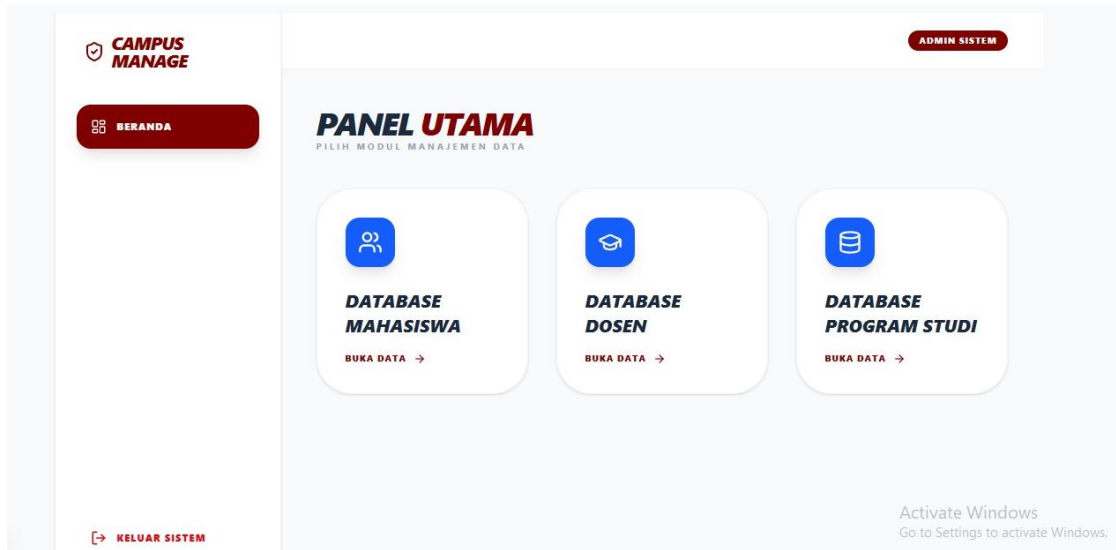 CAMPUS
MANAGE
ADMIN SISTEM
BERANDA
PANEL UTAMA
PILIH MODUL MANAJEMEN DATA
DATABASE
MAHASISWA
BUKA DATA →
DATABASE
DOSEN
BUKA DATA →
DATABASE
PROGRAM STUDI
BUKA DATA →
KELUAR SISTEM
Activate Windows
Go to Settings to activate Windows.